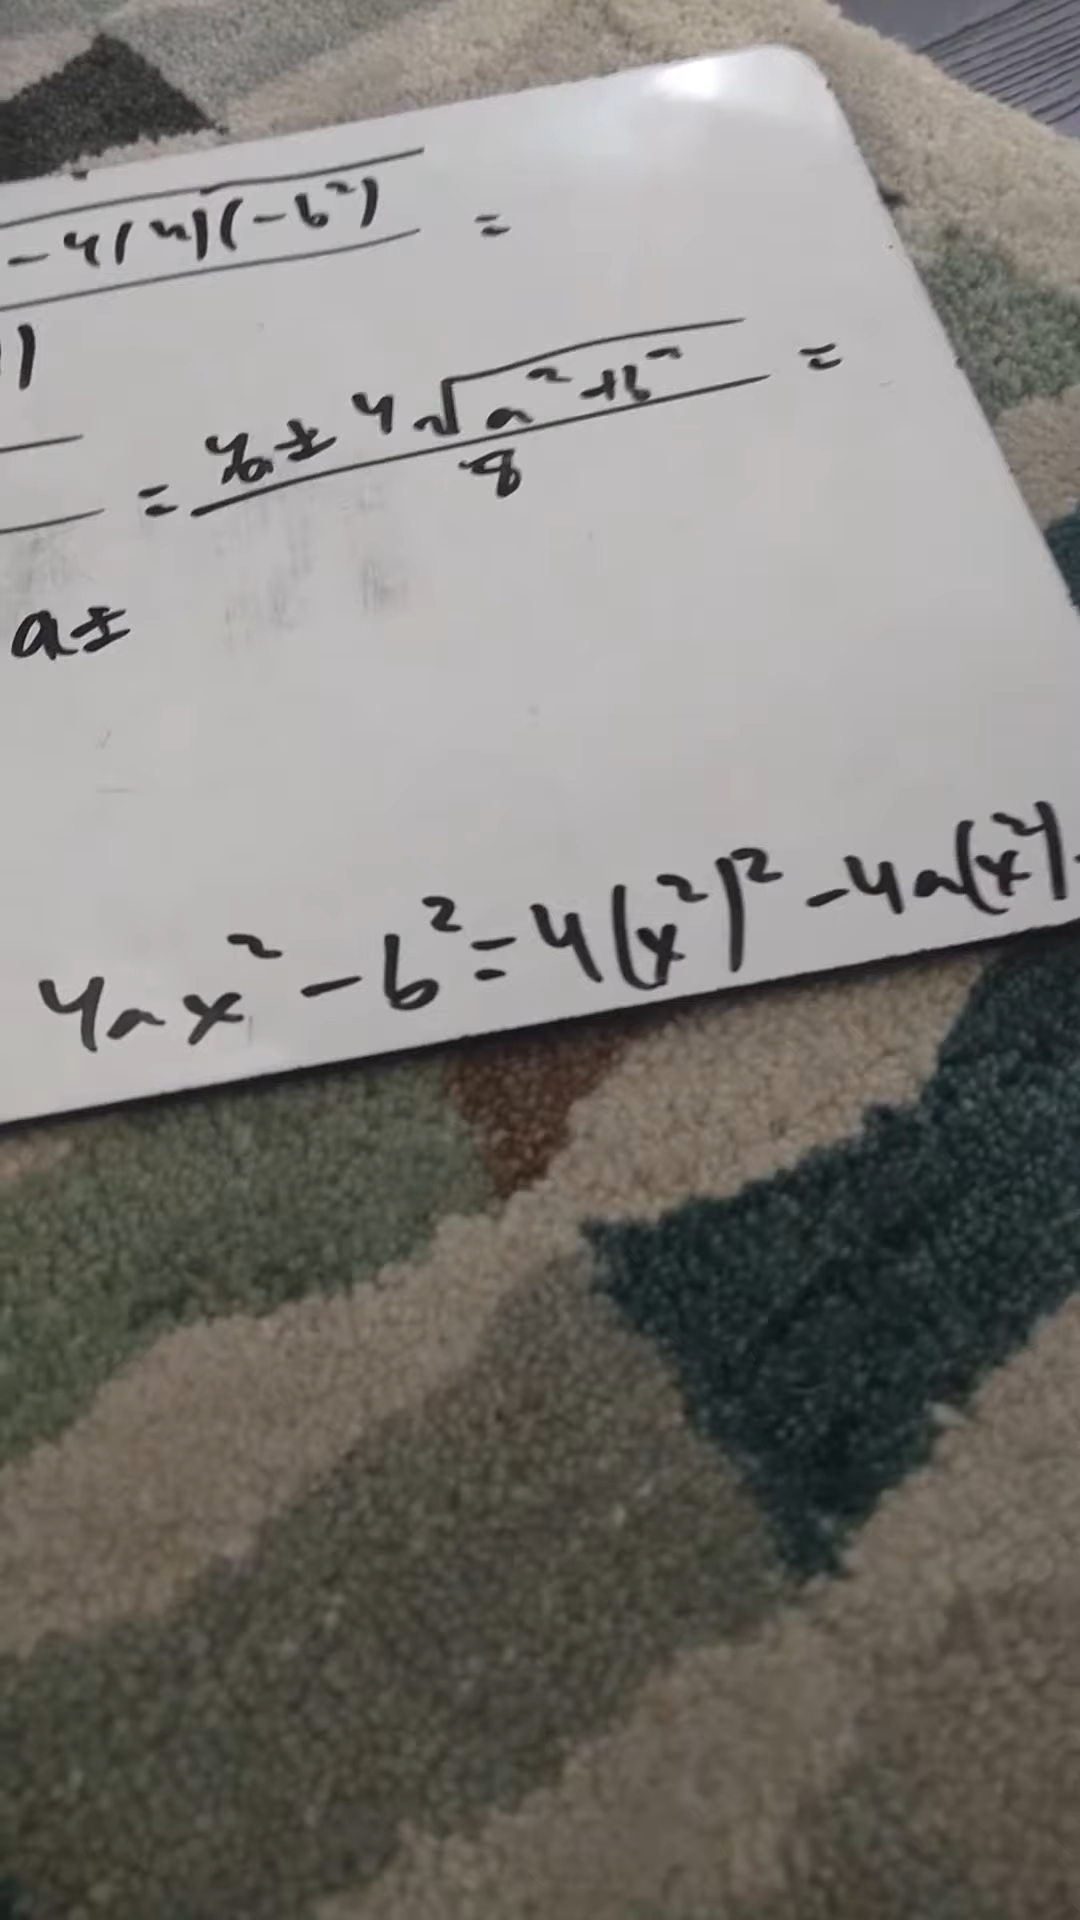 -4(4)(-b²) =
)
= 4a ± 4√a²+b² =
8
a±
4ax² - b² = 4(x²)² - 4a(x²) -